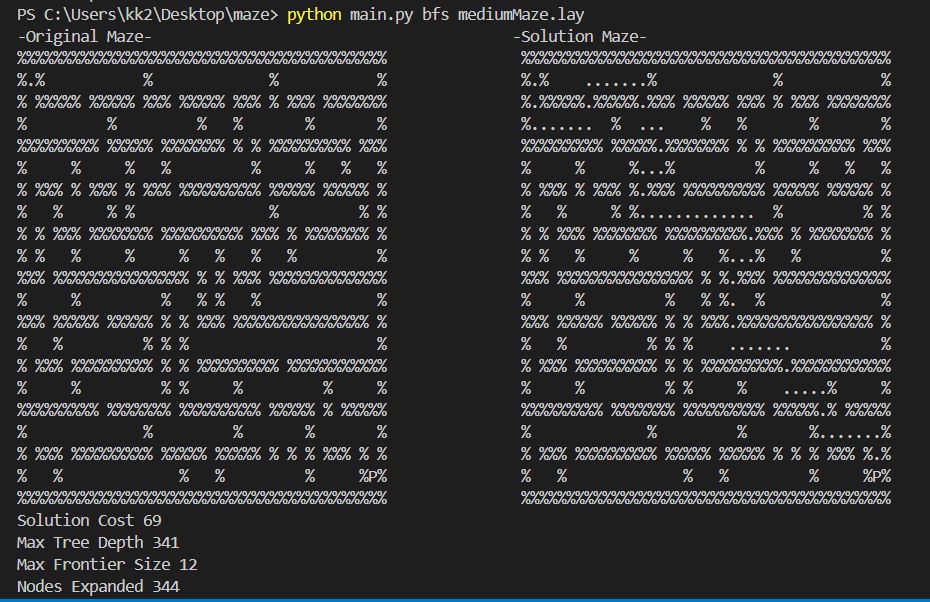 PS C:\Users\kk2\Desktop\maze> python main.py bfs mediumMaze.lay
-Original Maze-                                        -Solution Maze-
%%%%%%%%%%%%%%%%%%%%%%%%%%%%%%%%%%%%%%%%%               %%%%%%%%%%%%%%%%%%%%%%%%%%%%%%%%%%%%%%%%%
%.%           %             %           %               %.%    .......%             %           %
% %%%%% %%%%% %%% %%%%% %%% % %%% %%%%%%%               %.%%%%%.%%%%%.%%% %%%%% %%% % %%% %%%%%%%
%         %         %   %       %       %               %.......  %  ...    %   %       %       %
%%%%%%%%% %%%%% %%%%%%% % % %%%%%%%%% %%%               %%%%%%%%% %%%%%.%%%%%%% % % %%%%%%%%% %%%
%     %     %   %         %     %   %   %               %     %     %...%         %     %   %   %
% %%% % %%% % %%% %%%%%%%%% %%%%% %%%%% %               % %%% % %%% %.%%% %%%%%%%%% %%%%% %%%%% %
%   %     % %               %         % %               %   %     % %.............  %         % %
% % %%% %%%%%%% %%%%%%%%% %%% % %%%%%%% %               % % %%% %%%%%%% %%%%%%%%%.%%% % %%%%%%% %
% %   %     %     %   %   %   %         %               % %   %     %     %   %...%   %         %
%%% %%%%%%%%%%%%%%% % % %%% %%%%%%%%%%%%%               %%% %%%%%%%%%%%%%%% % %.%%% %%%%%%%%%%%%%
%     %         %   % %   %             %               %     %         %   % %.  %             %
%%% %%%%% %%%%% % % %%% %%%%%%%%%%%%%%% %               %%% %%%%% %%%%% % % %%%.%%%%%%%%%%%%%%% %
%   %         % % %                     %               %   %         % % %    .......          %
% %%% %%%%%%%%% % % %%%%%%%%% %%%%%%%%%%%               % %%% %%%%%%%%% % % %%%%%%%%%.%%%%%%%%%%%
%     %         % %     %         %     %               %     %         % %     %    .....%     %
%%%%%%%%% %%%%%%% %%%%%%%%% %%%%% % %%%%%               %%%%%%%%% %%%%%%% %%%%%%%%% %%%%%.% %%%%%
%             %         %       %       %               %             %         %       %.......%
% %%% %%%%%%%%% %%%%% %%%%% % % % %%% % %               % %%% %%%%%%%%% %%%%% %%%%% % % % %%% %.%
%   %             %   %         %     %P%               %   %             %   %         %     %P%
%%%%%%%%%%%%%%%%%%%%%%%%%%%%%%%%%%%%%%%%%               %%%%%%%%%%%%%%%%%%%%%%%%%%%%%%%%%%%%%%%%%
Solution Cost 69
Max Tree Depth 341
Max Frontier Size 12
Nodes Expanded 344